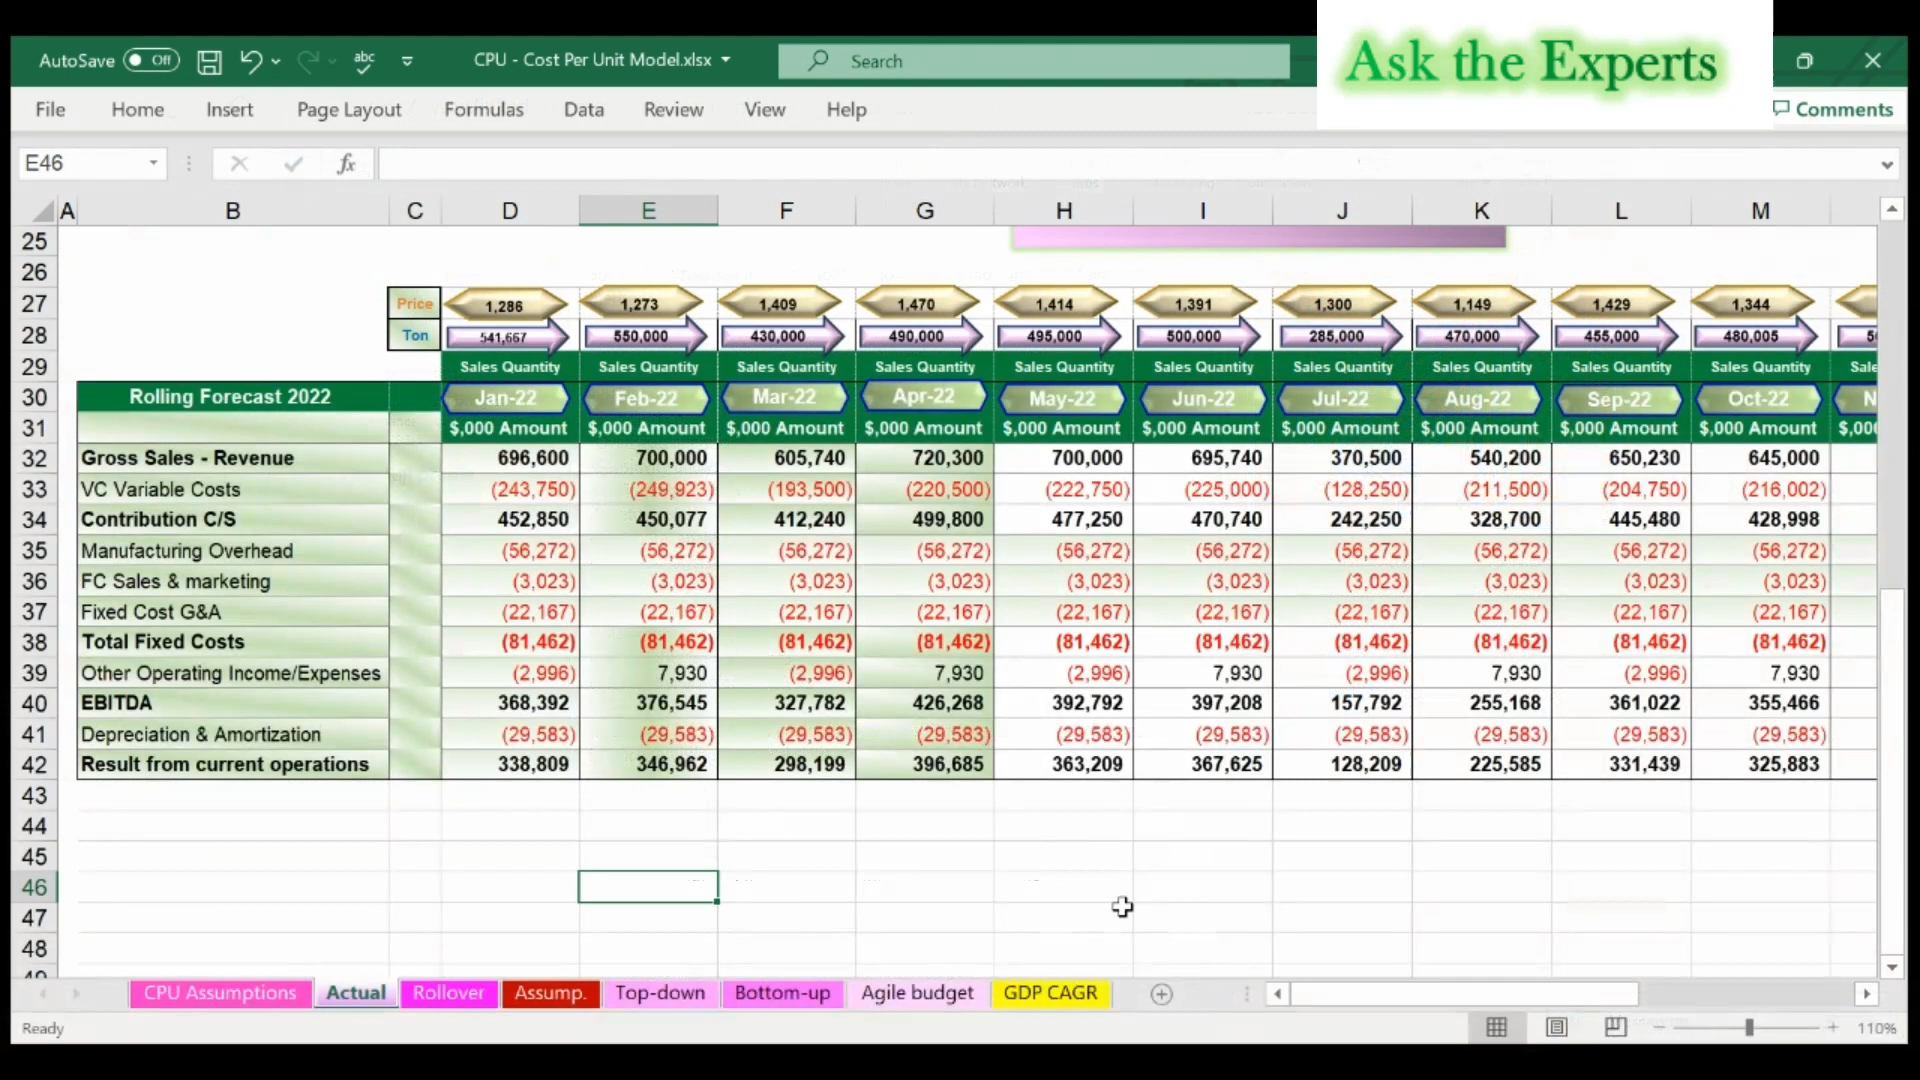 Ask the Experts
AutoSave Off abc CPU - Cost Per Unit Model.xlsx Search
File Home Insert Page Layout Formulas Data Review View Help Comments
E46 fx
A B C D E F G H I J K L M
25
26
27 Price 1,286 1,273 1,409 1,470 1,414 1,391 1,300 1,149 1,429 1,344
28 Ton 541,667 550,000 430,000 490,000 495,000 500,000 285,000 470,000 455,000 480,005
29 Sales Quantity Sales Quantity Sales Quantity Sales Quantity Sales Quantity Sales Quantity Sales Quantity Sales Quantity Sales Quantity Sales Quantity
30 Rolling Forecast 2022 Jan-22 Feb-22 Mar-22 Apr-22 May-22 Jun-22 Jul-22 Aug-22 Sep-22 Oct-22
31 $,000 Amount $,000 Amount $,000 Amount $,000 Amount $,000 Amount $,000 Amount $,000 Amount $,000 Amount $,000 Amount $,000 Amount
32 Gross Sales - Revenue 696,600 700,000 605,740 720,300 700,000 695,740 370,500 540,200 650,230 645,000
33 VC Variable Costs (243,750) (249,923) (193,500) (220,500) (222,750) (225,000) (128,250) (211,500) (204,750) (216,002)
34 Contribution C/S 452,850 450,077 412,240 499,800 477,250 470,740 242,250 328,700 445,480 428,998
35 Manufacturing Overhead (56,272) (56,272) (56,272) (56,272) (56,272) (56,272) (56,272) (56,272) (56,272) (56,272)
36 FC Sales & marketing (3,023) (3,023) (3,023) (3,023) (3,023) (3,023) (3,023) (3,023) (3,023) (3,023)
37 Fixed Cost G&A (22,167) (22,167) (22,167) (22,167) (22,167) (22,167) (22,167) (22,167) (22,167) (22,167)
38 Total Fixed Costs (81,462) (81,462) (81,462) (81,462) (81,462) (81,462) (81,462) (81,462) (81,462) (81,462)
39 Other Operating Income/Expenses (2,996) 7,930 (2,996) 7,930 (2,996) 7,930 (2,996) 7,930 (2,996) 7,930
40 EBITDA 368,392 376,545 327,782 426,268 392,792 397,208 157,792 255,168 361,022 355,466
41 Depreciation & Amortization (29,583) (29,583) (29,583) (29,583) (29,583) (29,583) (29,583) (29,583) (29,583) (29,583)
42 Result from current operations 338,809 346,962 298,199 396,685 363,209 367,625 128,209 225,585 331,439 325,883
43
44
45
46
47
48
CPU Assumptions Actual Rollover Assump. Top-down Bottom-up Agile budget GDP CAGR
Ready 110%